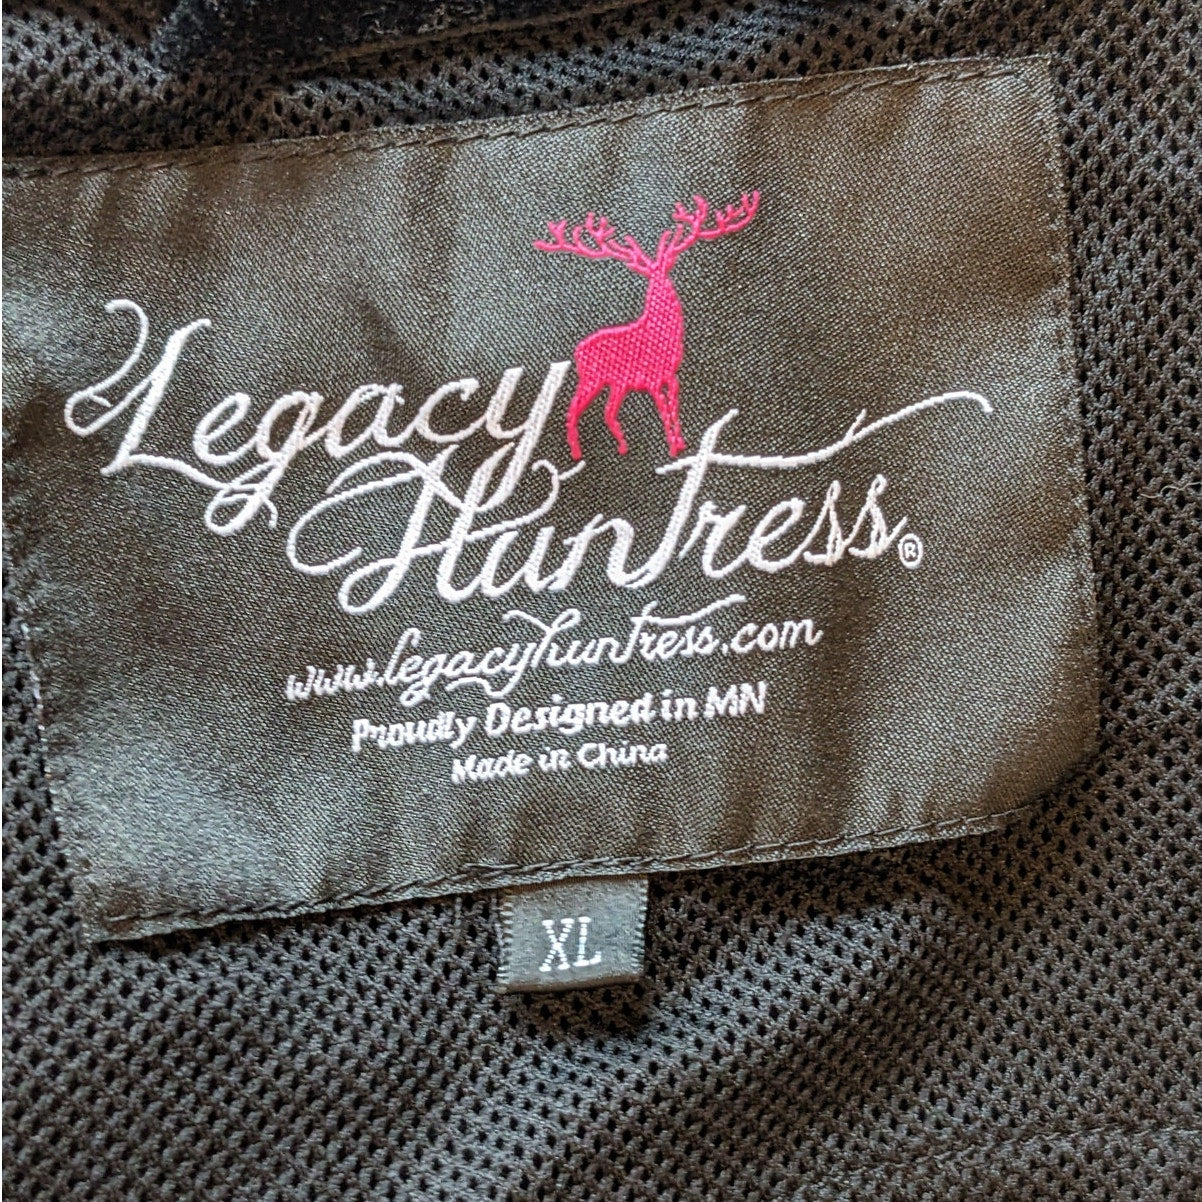 Legacy
Huntress®
www.legacyhuntress.com
Proudly Designed in MN
Made in China
XL